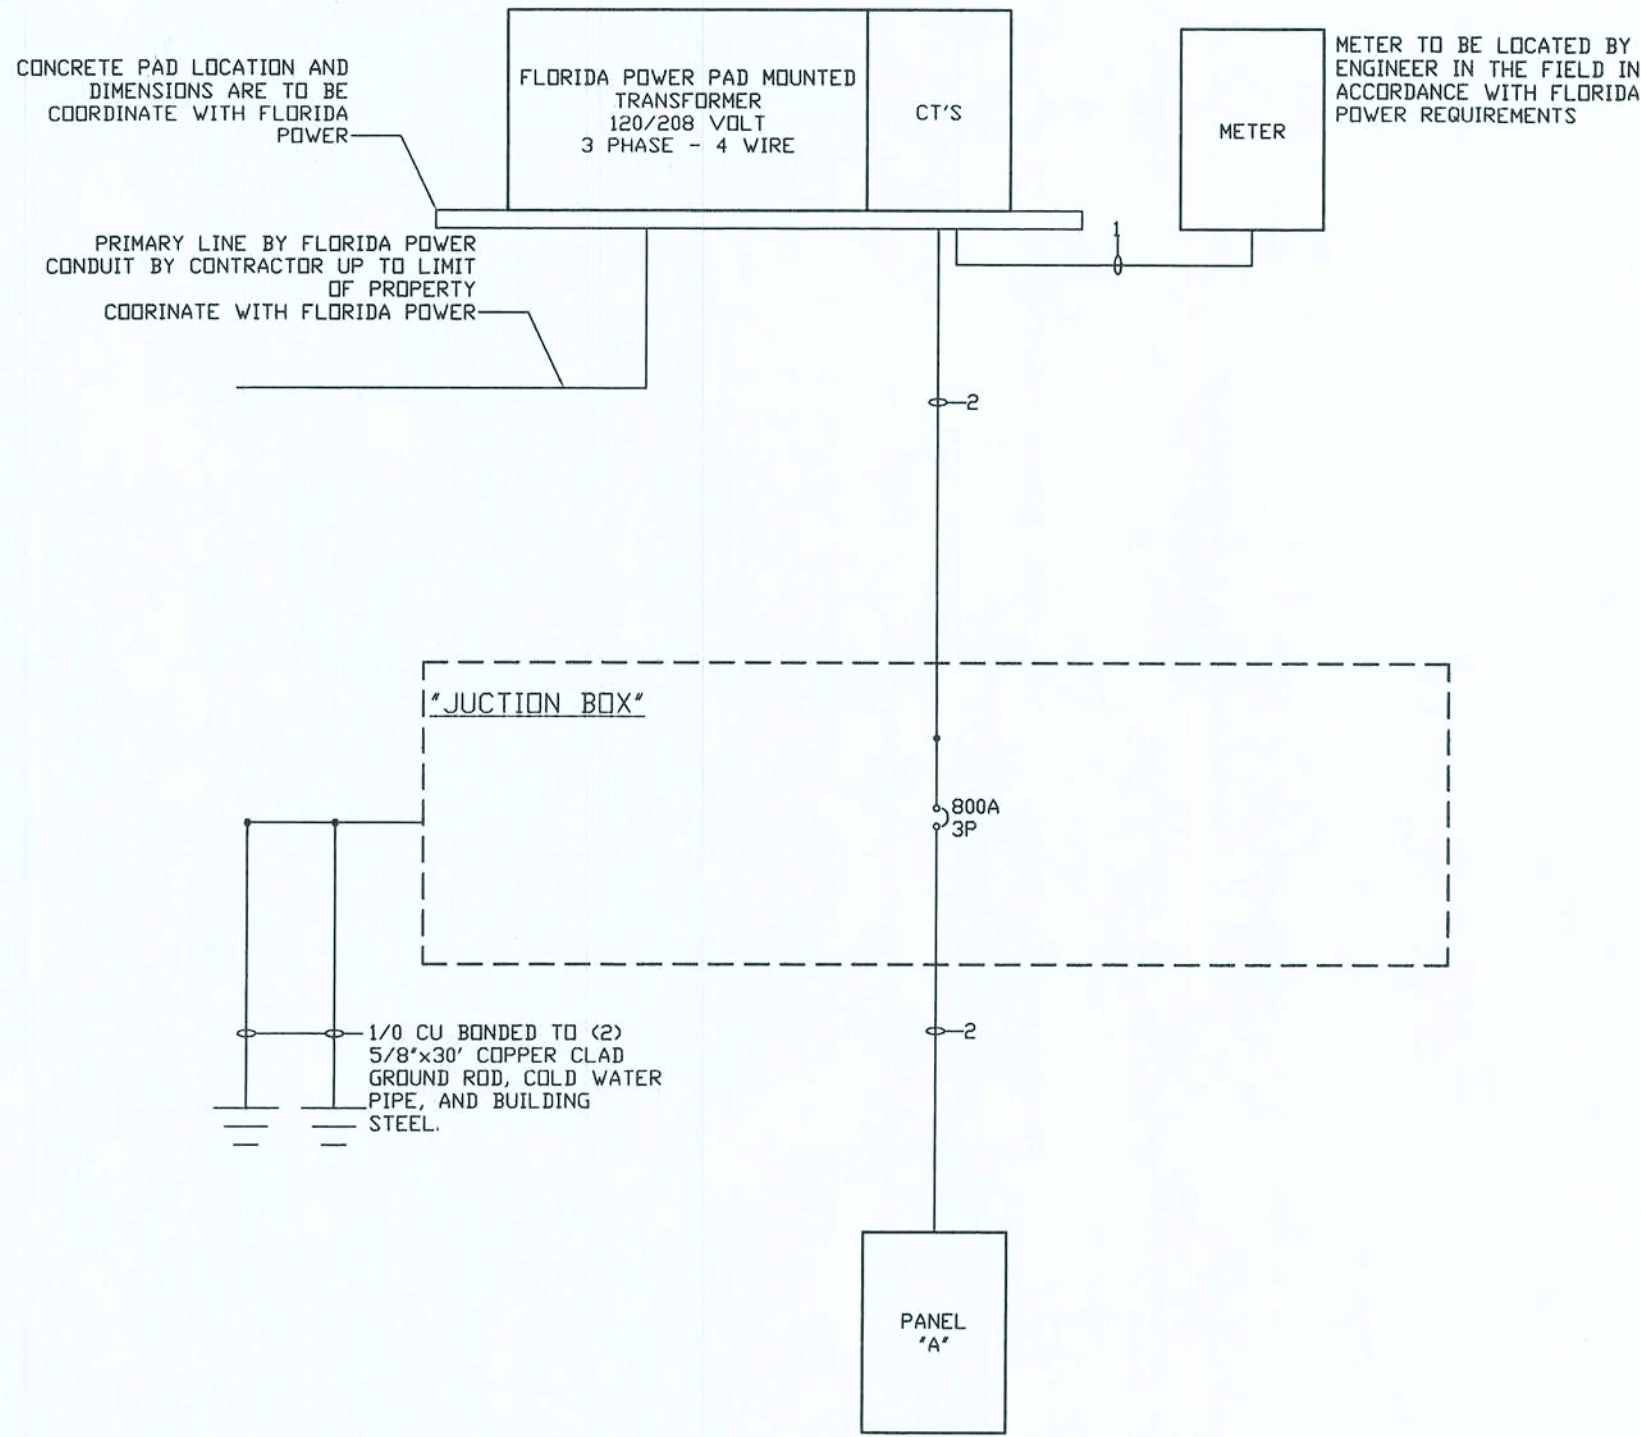 CONCRETE PAD LOCATION AND
DIMENSIONS ARE TO BE
COORDINATE WITH FLORIDA
POWER
FLORIDA POWER PAD MOUNTED
TRANSFORMER
120/208 VOLT
3 PHASE - 4 WIRE
CT'S
METER
METER TO BE LOCATED BY
ENGINEER IN THE FIELD IN
ACCORDANCE WITH FLORIDA
POWER REQUIREMENTS
PRIMARY LINE BY FLORIDA POWER
CONDUIT BY CONTRACTOR UP TO LIMIT
OF PROPERTY
COORINATE WITH FLORIDA POWER
1
2
"JUCTION BOX"
800A
3P
2
1/0 CU BONDED TO (2)
5/8"x30' COPPER CLAD
GROUND ROD, COLD WATER
PIPE, AND BUILDING
STEEL.
PANEL
"A"